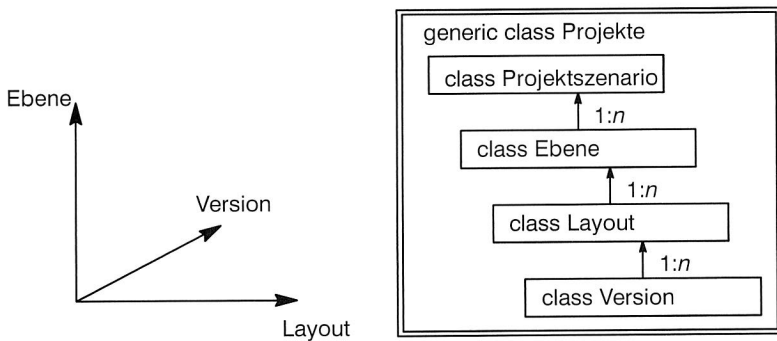 Ebene
Version
Layout
generic class Projekte
class Projektszenario
1:n
class Ebene
1:n
class Layout
1:n
class Version